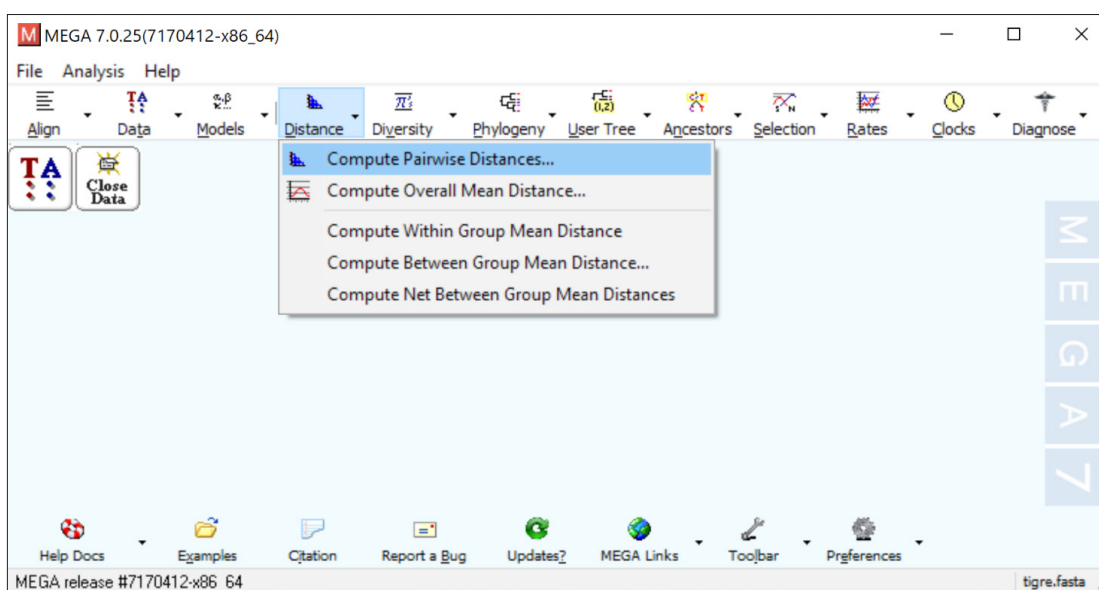 M MEGA 7.0.25(7170412-x86_64)
File Analysis Help
Align Data Models Distance Diversity Phylogeny User Tree Ancestors Selection Rates Clocks Diagnose
TA
Close
Data
Compute Pairwise Distances...
Compute Overall Mean Distance...
Compute Within Group Mean Distance
Compute Between Group Mean Distance...
Compute Net Between Group Mean Distances
M
E
G
A
7
Help Docs Examples Citation Report a Bug Updates? MEGA Links Toolbar Preferences
MEGA release #7170412-x86_64 tigre.fasta